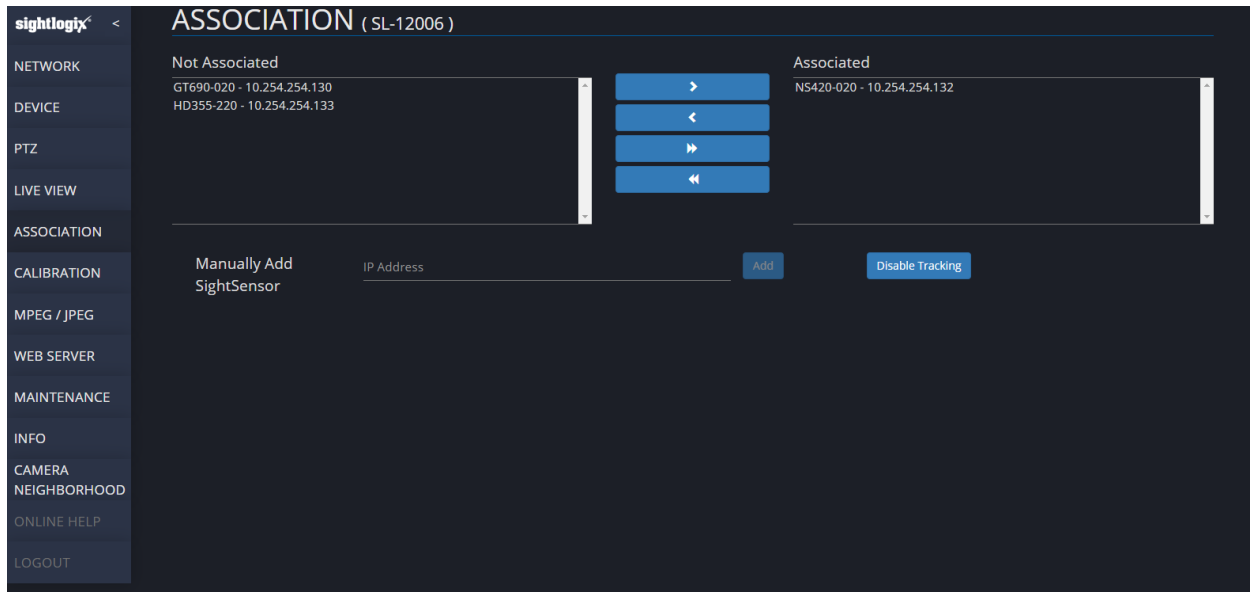 sightlogix <
NETWORK
DEVICE
PTZ
LIVE VIEW
ASSOCIATION
CALIBRATION
MPEG / JPEG
WEB SERVER
MAINTENANCE
INFO
CAMERA
NEIGHBORHOOD
ONLINE HELP
LOGOUT
ASSOCIATION ( SL-12006 )
Not Associated
GT690-020 - 10.254.254.130
HD355-220 - 10.254.254.133
Associated
NS420-020 - 10.254.254.132
Manually Add
SightSensor
IP Address
Add
Disable Tracking